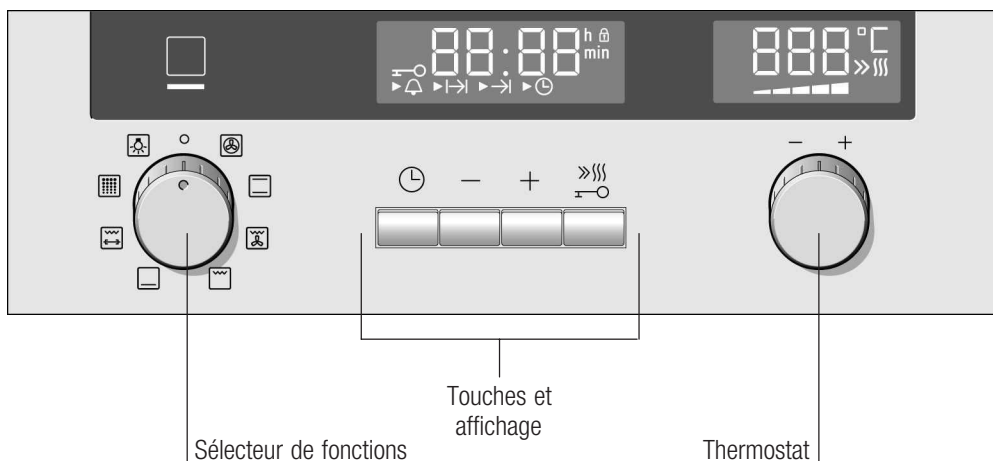 88:88 h
min
888 °C
- +
- +
Touches et
affichage
Sélecteur de fonctions
Thermostat